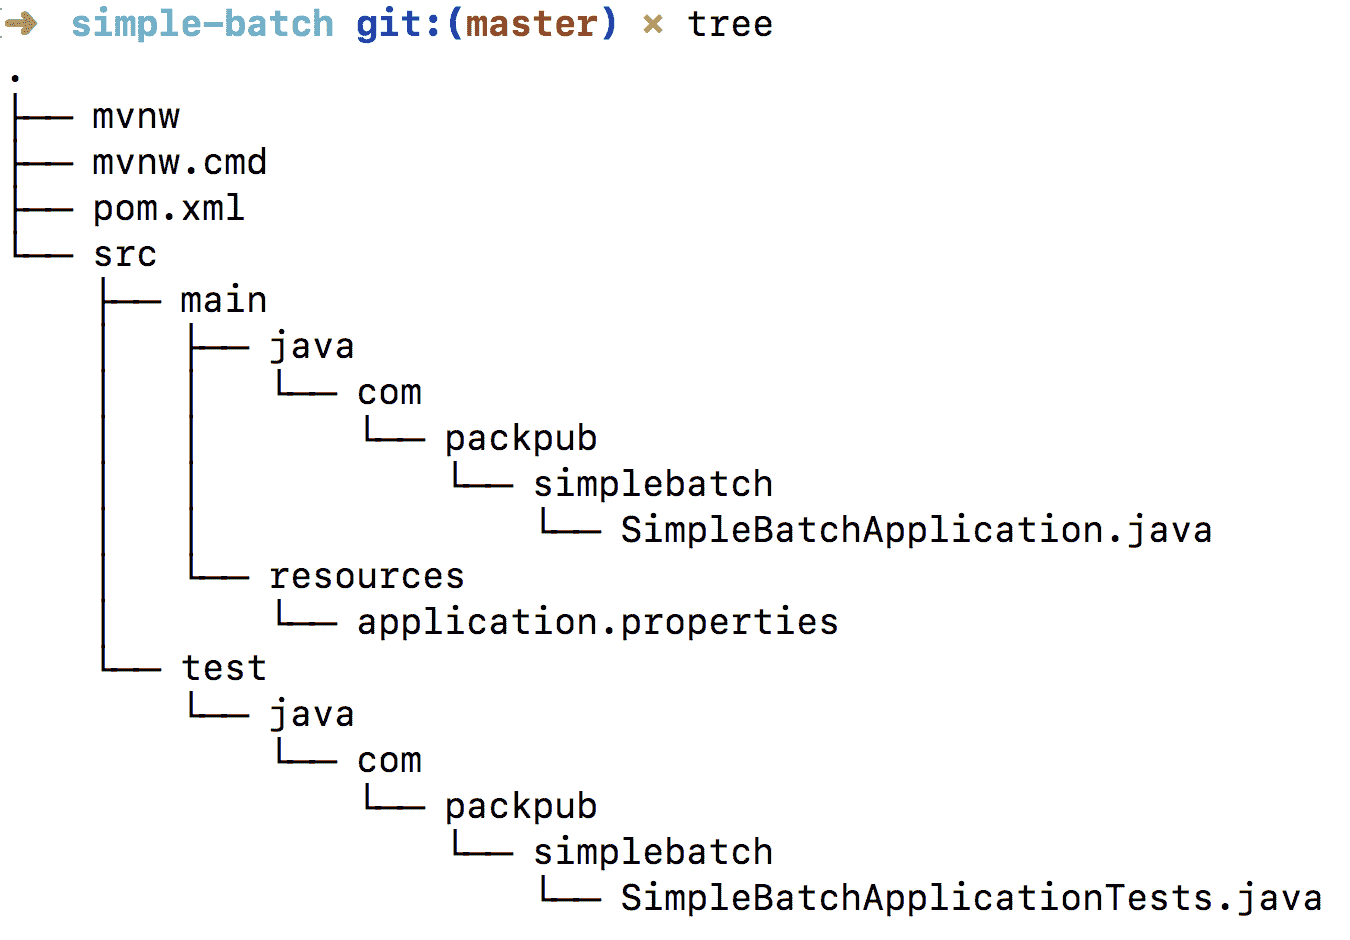 ➜ simple-batch git:(master) ✗ tree
.
├── mvnw
├── mvnw.cmd
├── pom.xml
└── src
    ├── main
    │   ├── java
    │   │   └── com
    │   │       └── packpub
    │   │           └── simplebatch
    │   │               └── SimpleBatchApplication.java
    │   └── resources
    │       └── application.properties
    └── test
        └── java
            └── com
                └── packpub
                    └── simplebatch
                        └── SimpleBatchApplicationTests.java